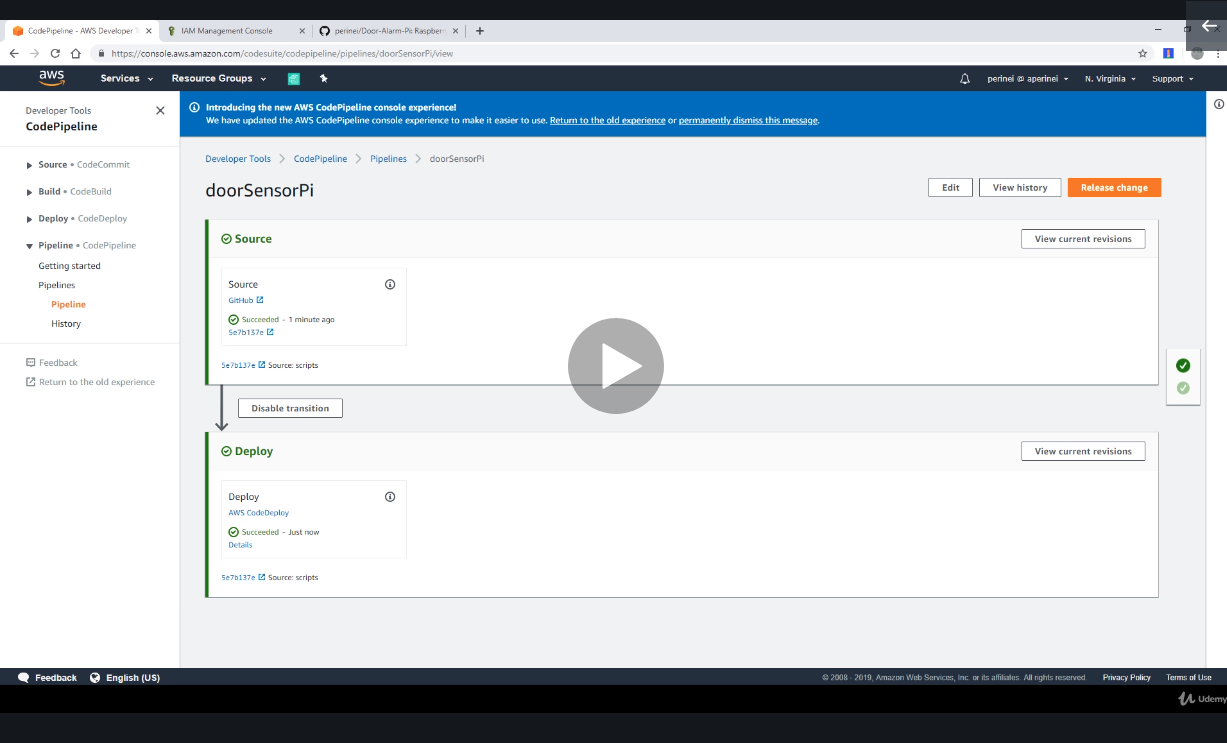 CodePipeline - AWS Developer T
IAM Management Console
perinei/Door-Alarm-Pi: Raspberry
https://console.aws.amazon.com/codesuite/codepipeline/pipelines/doorSensorPi/view
aws
Services
Resource Groups
perinei @ aperinei
N. Virginia
Support
Developer Tools
CodePipeline
Introducing the new AWS CodePipeline console experience!
We have updated the AWS CodePipeline console experience to make it easier to use. Return to the old experience or permanently dismiss this message.
Source • CodeCommit
Build • CodeBuild
Deploy • CodeDeploy
Pipeline • CodePipeline
Getting started
Pipelines
Pipeline
History
Feedback
Return to the old experience
Developer Tools > CodePipeline > Pipelines > doorSensorPi
doorSensorPi
Edit
View history
Release change
Source
View current revisions
Source
GitHub
Succeeded - 1 minute ago
5e7b137e
5e7b137e Source: scripts
Disable transition
Deploy
View current revisions
Deploy
AWS CodeDeploy
Succeeded - Just now
Details
5e7b137e Source: scripts
Feedback
English (US)
© 2008 - 2019, Amazon Web Services, Inc. or its affiliates. All rights reserved.
Privacy Policy
Terms of Use
Udemy